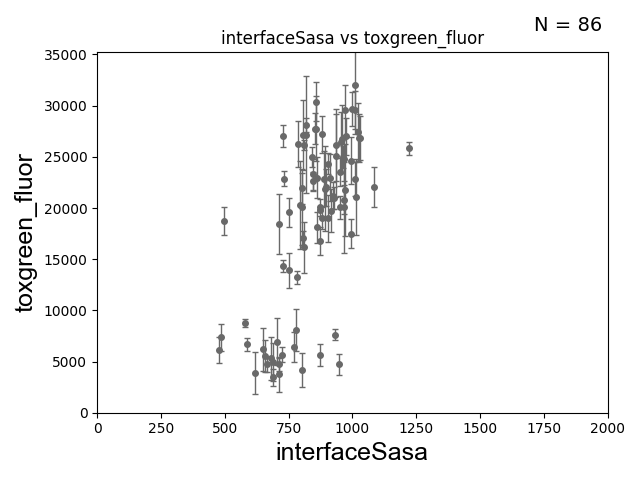 N = 86
interfaceSasa vs toxgreen_fluor
35000
30000
25000
20000
15000
10000
5000
0
toxgreen_fluor
0 250 500 750 1000 1250 1500 1750 2000
interfaceSasa